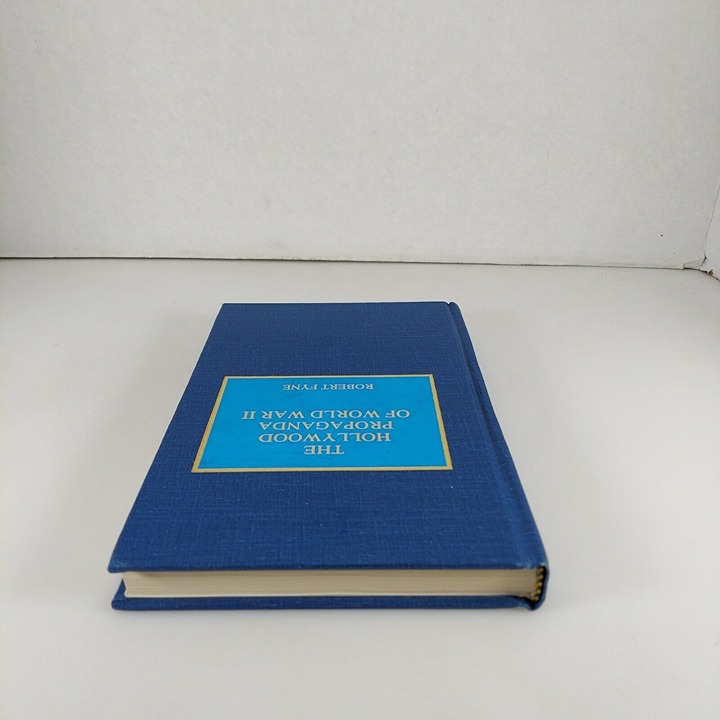 THE
HOLLYWOOD
PROPAGANDA
OF WORLD WAR II
ROBERT FYNE